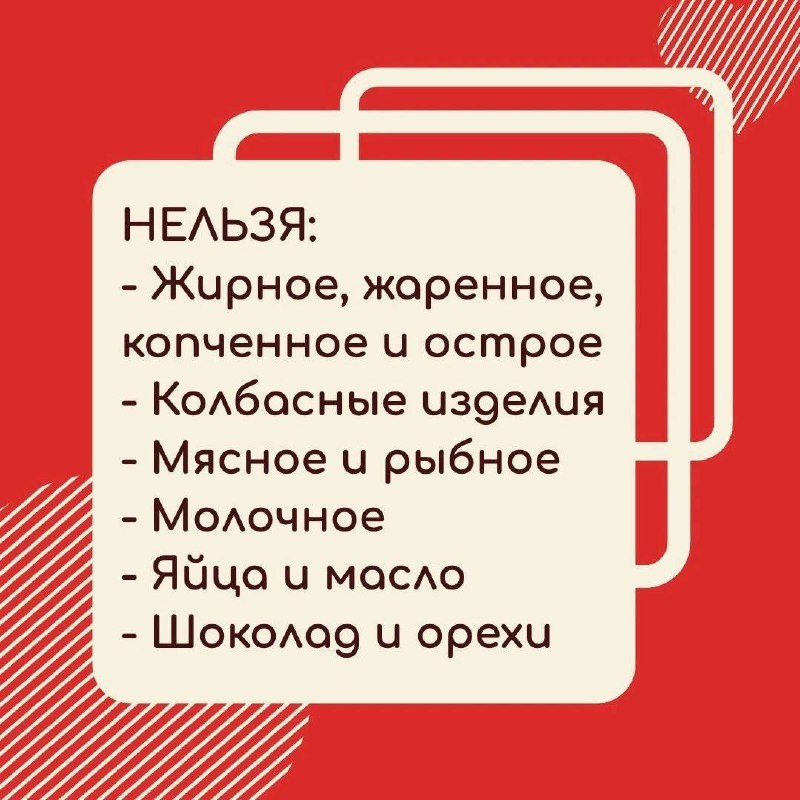 НЕЛЬЗЯ:
- Жирное, жаренное,
копченное и острое
- Колбасные изделия
- Мясное и рыбное
- Молочное
- Яйца и масло
- Шоколад и орехи